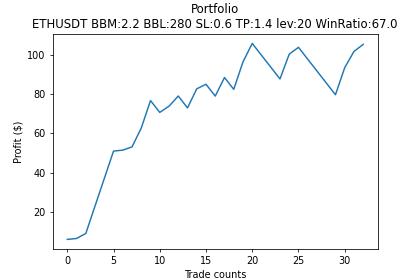 Portfolio
ETHUSDT BBM:2.2 BBL:280 SL:0.6 TP:1.4 lev:20 WinRatio:67.0
100
80
60
40
20
Profit ($)
0 5 10 15 20 25 30
Trade counts